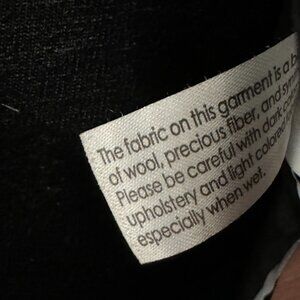 The fabric on this garment is a
of wool, precious fiber, and
Please be careful with dark
upholstery and light colored
especially when wet.